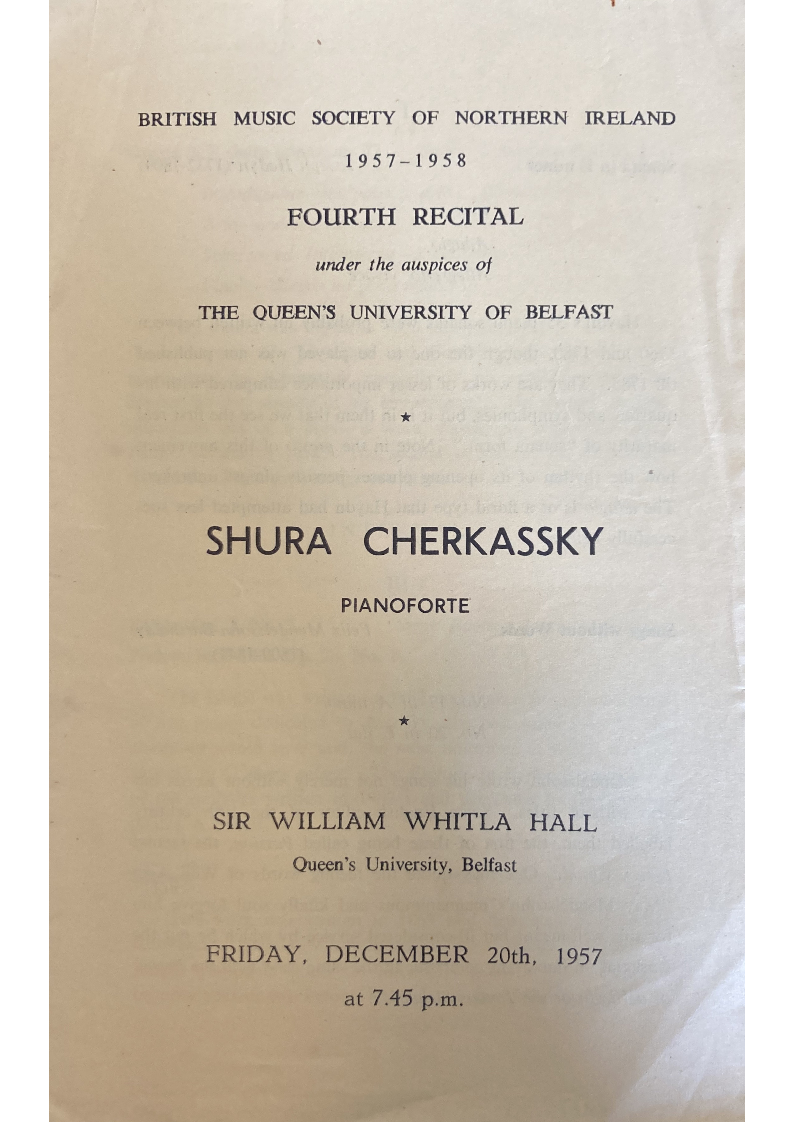 BRITISH MUSIC SOCIETY OF NORTHERN IRELAND
1957-1958
FOURTH RECITAL
under the auspices of
THE QUEEN'S UNIVERSITY OF BELFAST
★
SHURA CHERKASSKY
PIANOFORTE
★
SIR WILLIAM WHITLA HALL
Queen's University, Belfast
FRIDAY, DECEMBER 20th, 1957
at 7.45 p.m.